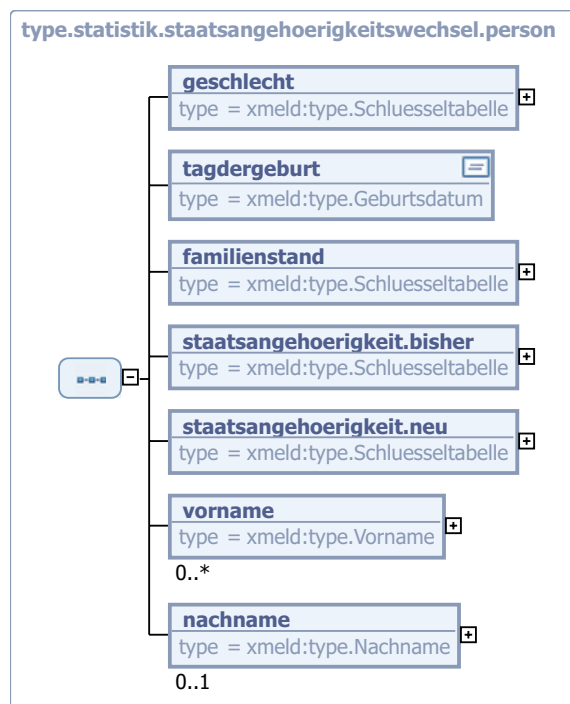 type.statistik.staatsangehoerigkeitswechsel.person
geschlecht
type = xmeld:type.Schluesseltabelle
tagdergeburt
type = xmeld:type.Geburtsdatum
familienstand
type = xmeld:type.Schluesseltabelle
staatsangehoerigkeit.bisher
type = xmeld:type.Schluesseltabelle
staatsangehoerigkeit.neu
type = xmeld:type.Schluesseltabelle
vorname
type = xmeld:type.Vorname
0..*
nachname
type = xmeld:type.Nachname
0..1